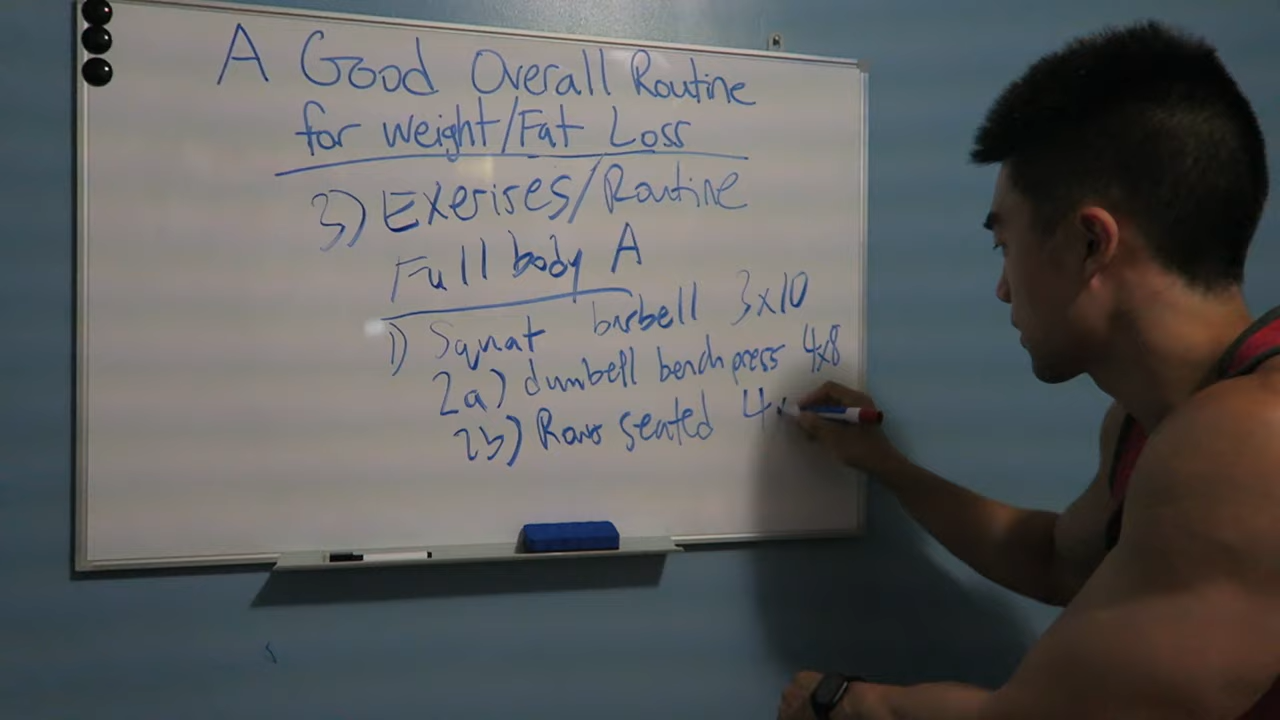 A Good Overall Routine
for weight/Fat Loss
3) Exerises/Routine
Full body A
1) Squat barbell 3x10
2a) dumbell bench press 4x8
2b) Rows seated 4